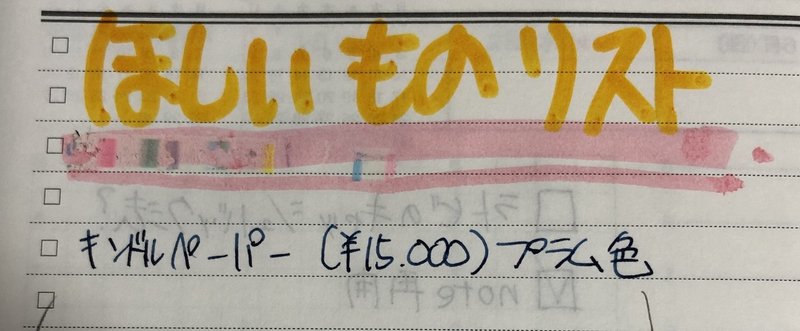 ほしいものリスト
キンドルペーパー (¥15.000) プラム色